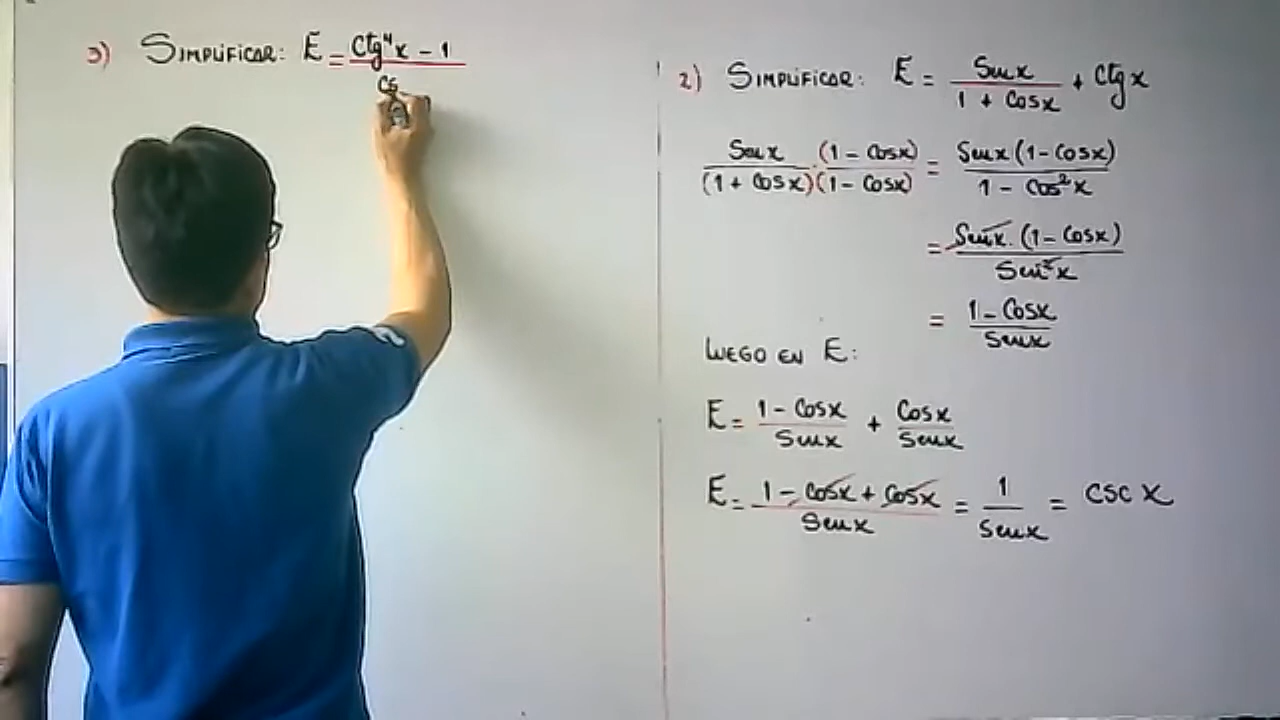 3) SIMPLIFICAR: E = Ctg⁴x - 1 / Cs
2) SIMPLIFICAR: E = Senx / 1 + Cosx + Ctg x
Senx / (1 + Cosx) . (1 - Cosx) / (1 - Cosx) = Senx (1 - Cosx) / 1 - Cos²x
= Senx . (1 - Cosx) / Sen²x
= 1 - Cosx / Senx
LUEGO EN E:
E = 1 - Cosx / Senx + Cosx / Senx
E = 1 - Cosx + Cosx / Senx = 1 / Senx = CSC X